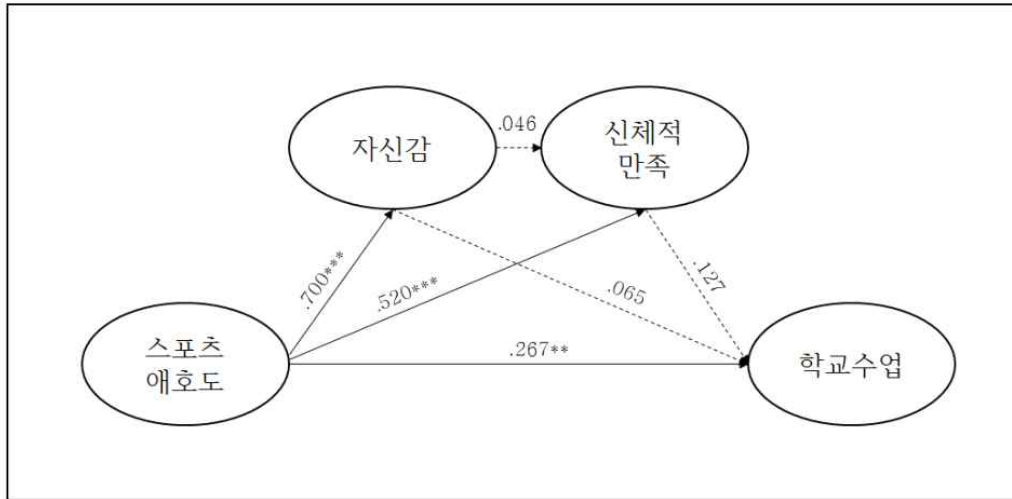 자신감
.046
신체적
만족
.700***
.520***
.065
.127
스포츠
애호도
.267**
학교수업